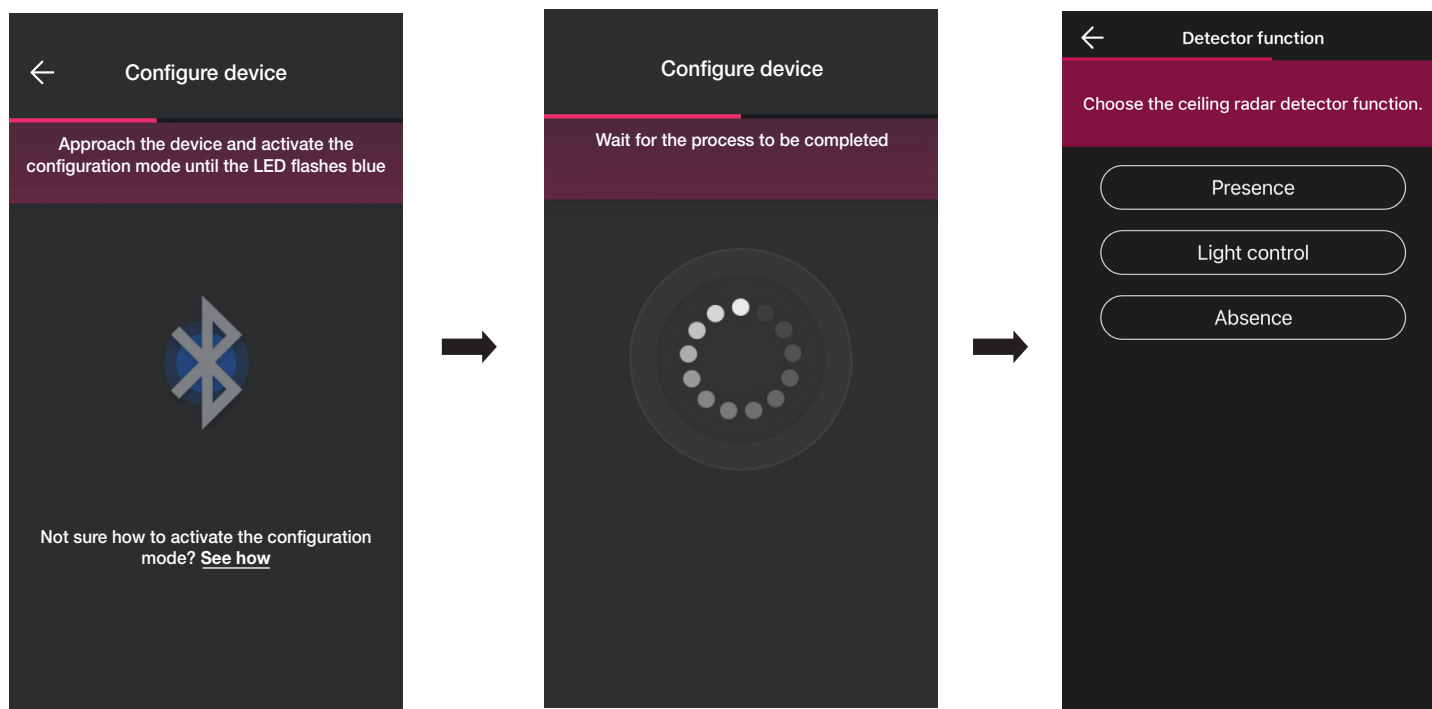 Configure device
Approach the device and activate the
configuration mode until the LED flashes blue
Not sure how to activate the configuration
mode? See how
Configure device
Wait for the process to be completed
Detector function
Choose the ceiling radar detector function.
Presence
Light control
Absence